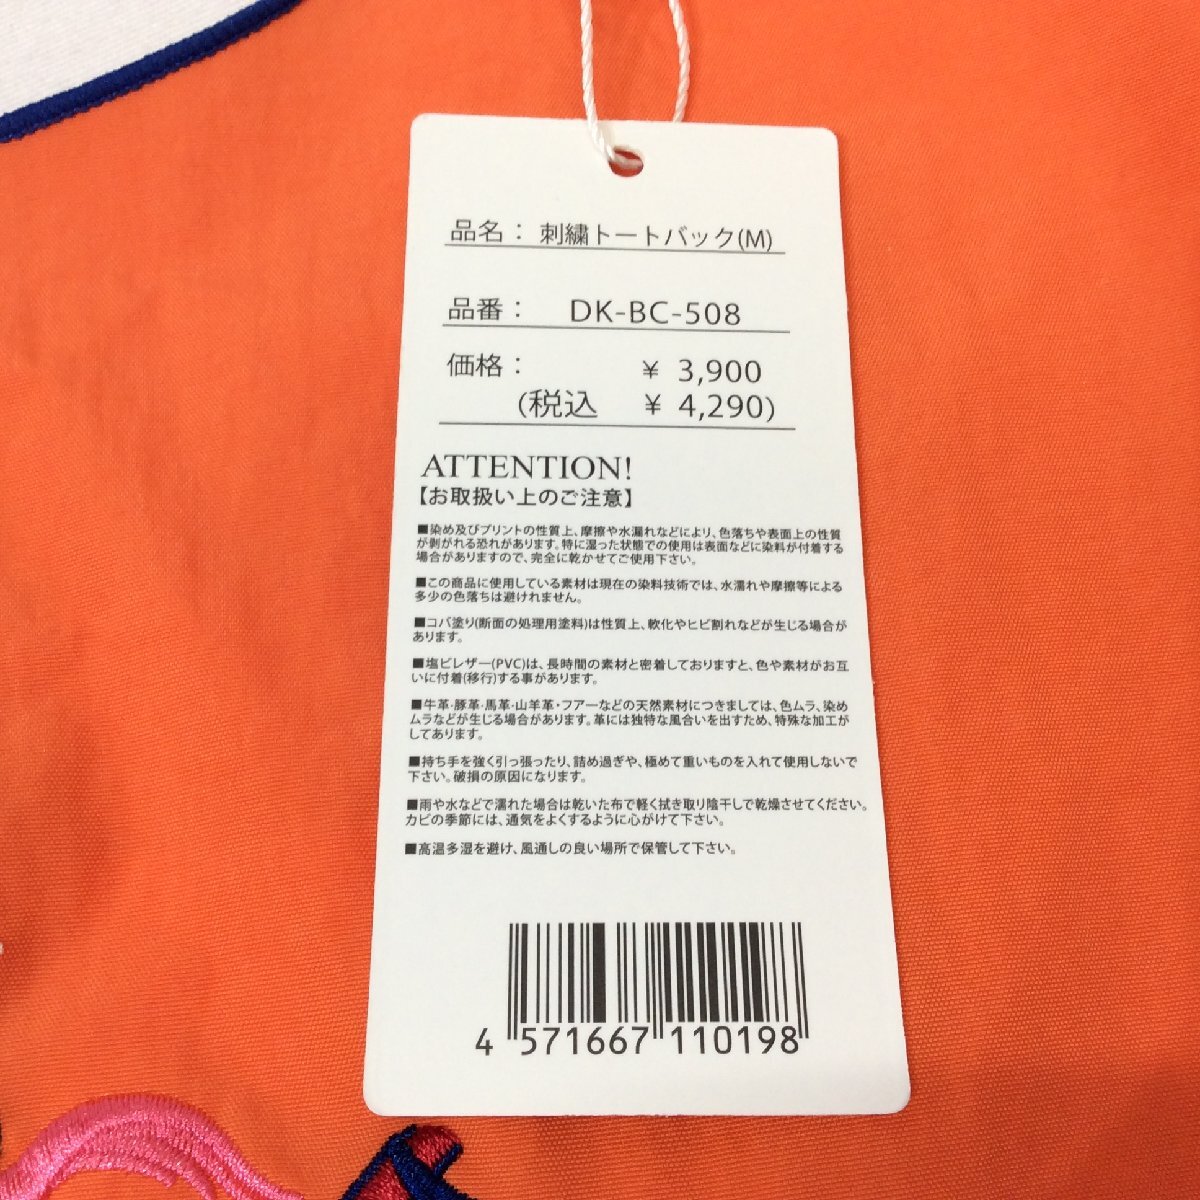 品名： 刺繍トートバック(M)
品番： DK-BC-508
価格： ¥ 3,900
(税込 ¥ 4,290)
ATTENTION!
【お取扱い上のご注意】
■染め及びプリントの性質上、摩擦や水漏れなどにより、色落ちや表面上の性質
が剝がれる恐れがあります。特に湿った状態での使用は表面などに染料が付着する
場合がありますので、完全に乾かせてご使用下さい。
■この商品に使用している素材は現在の染料技術では、水濡れや摩擦等による
多少の色落ちは避けれません。
■コバ塗り(断面の処理用塗料)は性質上、軟化やヒビ割れなどが生じる場合が
あります。
■塩ビレザー(PVC)は、長時間の素材と密着しておりますと、色や素材がお互
いに付着(移行)する事があります。
■牛革･豚革･馬革･山羊革･フアーなどの天然素材につきましては、色ムラ、染め
ムラなどが生じる場合があります。革には独特な風合いを出すため、特殊な加工が
してあります。
■持ち手を強く引っ張ったり、詰め過ぎや、極めて重いものを入れて使用しないで
下さい。破損の原因になります。
■雨や水などで濡れた場合は乾いた布で軽く拭き取り陰干しで乾燥させてください。
カビの季節には、通気をよくするように心がけて下さい。
■高温多湿を避け、風通しの良い場所で保管して下さい。
4 571667 110198